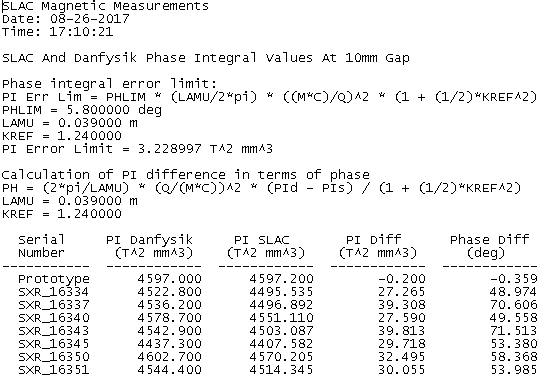 SLAC Magnetic Measurements
Date: 08-26-2017
Time: 17:10:21
SLAC And Danfysik Phase Integral Values At 10mm Gap
Phase integral error limit:
PI Err Lim = PHLIM * (LAMU/2*pi) * ((M*C)/Q)^2 * (1 + (1/2)*KREF^2)
PHLIM = 5.800000 deg
LAMU = 0.039000 m
KREF = 1.240000
PI Error Limit = 3.228997 T^2 mm^3
Calculation of PI difference in terms of phase
PH = (2*pi/LAMU) * (Q/(M*C))^2 * (PId - PIs) / (1 + (1/2)*KREF^2)
LAMU = 0.039000 m
KREF = 1.240000
Serial PI Danfysik PI SLAC PI Diff Phase Diff
Number (T^2 mm^3) (T^2 mm^3) (T^2 mm^3) (deg)
------------ ------------ ------------ ------------ ------------
Prototype 4597.000 4597.200 -0.200 -0.359
SXR_16334 4522.800 4495.535 27.265 48.974
SXR_16337 4536.200 4496.892 39.308 70.606
SXR_16340 4578.700 4551.110 27.590 49.558
SXR_16343 4542.900 4503.087 39.813 71.513
SXR_16345 4437.300 4407.582 29.718 53.380
SXR_16350 4602.700 4570.205 32.495 58.368
SXR_16351 4544.400 4514.345 30.055 53.985